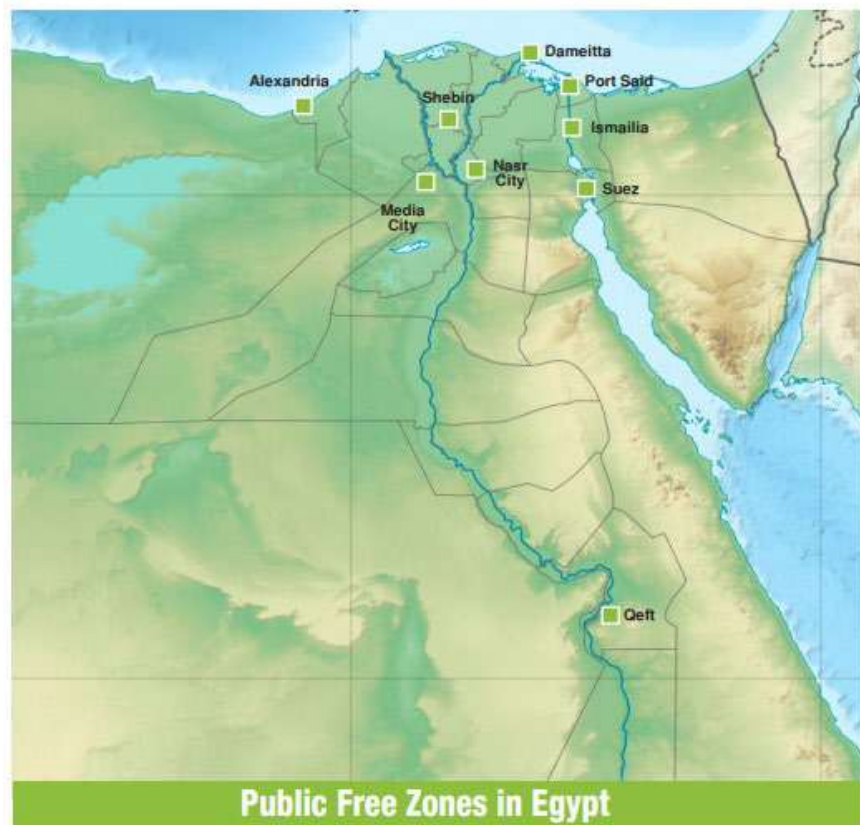 Dameitta
Alexandria
Port Said
Shebin
Ismailia
Nasr
City
Suez
Media
City
Qeft
Public Free Zones in Egypt